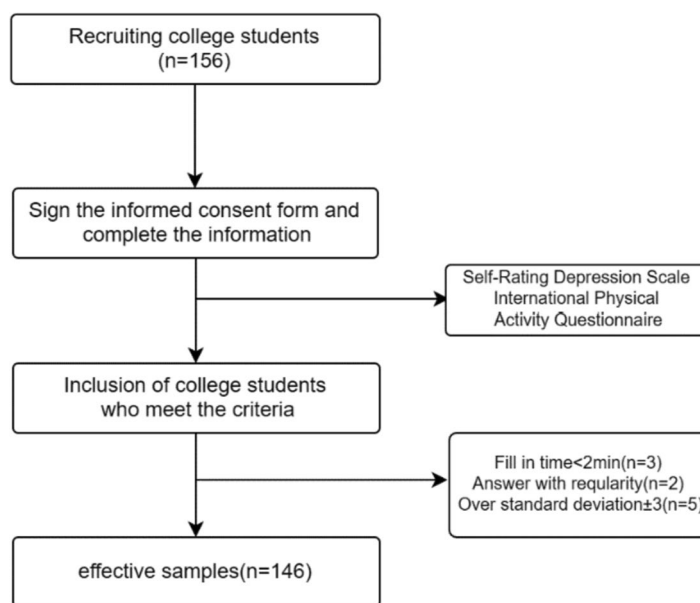 Recruiting college students
(n=156)
Sign the informed consent form and
complete the information
Self-Rating Depression Scale
International Physical
Activity Questionnaire
Inclusion of college students
who meet the criteria
Fill in time<2min(n=3)
Answer with reqularity(n=2)
Over standard deviation±3(n=5)
effective samples(n=146)